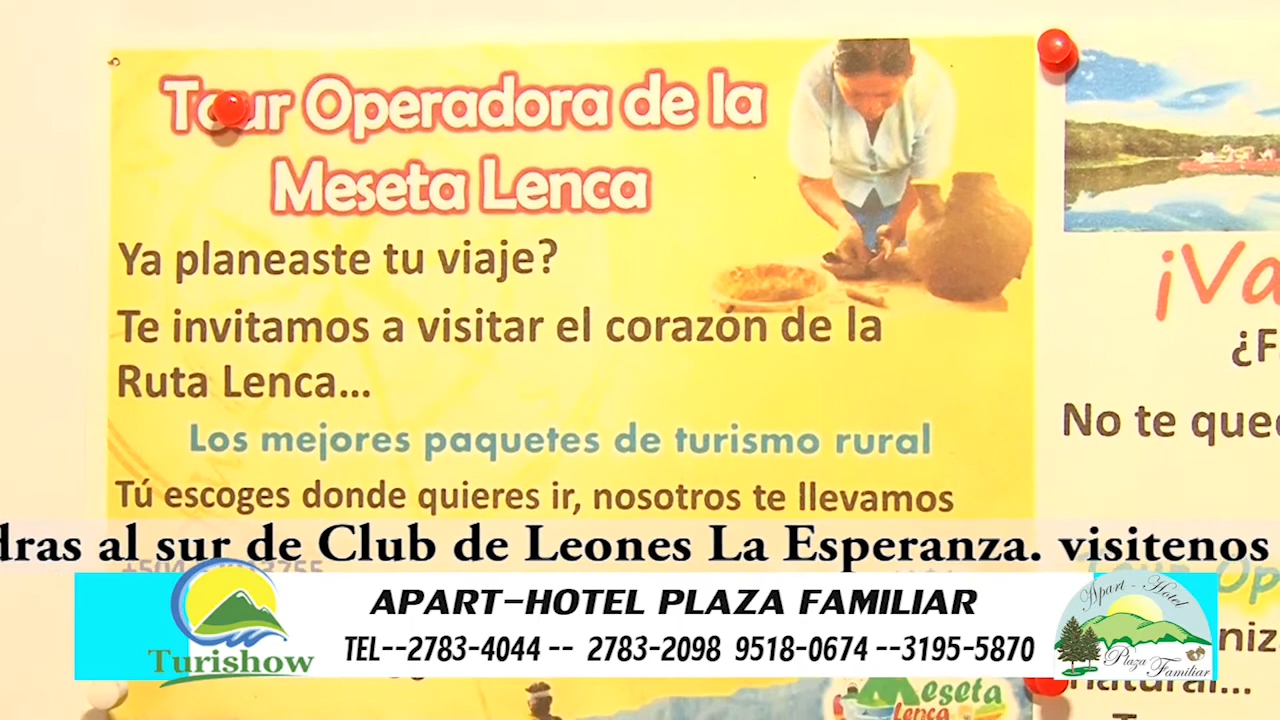 Tour Operadora de la
Meseta Lenca
Ya planeaste tu viaje?
Te invitamos a visitar el corazón de la
Ruta Lenca...
Los mejores paquetes de turismo rural
Tú escoges donde quieres ir, nosotros te llevamos
¡Va
¿F
No te que
dras al sur de Club de Leones La Esperanza. visitenos
APART-HOTEL PLAZA FAMILIAR
TEL--2783-4044 -- 2783-2098 9518-0674 --3195-5870
Turishow
Apart - Hotel
Plaza Familiar
niz
natural...
Meseta
Lenca